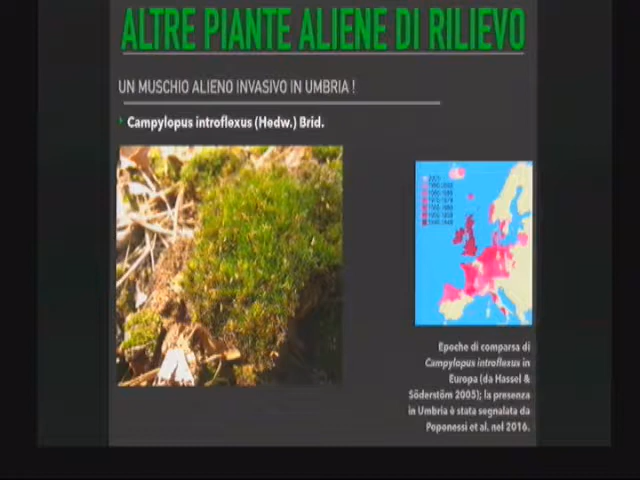 ALTRE PIANTE ALIENE DI RILIEVO
UN MUSCHIO ALIENO INVASIVO IN UMBRIA !
Campylopus introflexus (Hedw.) Brid.
Epoche di comparsa di
Campylopus introflexus in
Europa (da Hassel &
Söderstöm 2005); la presenza
in Umbria è stata segnalata da
Poponessi et al. nel 2016.